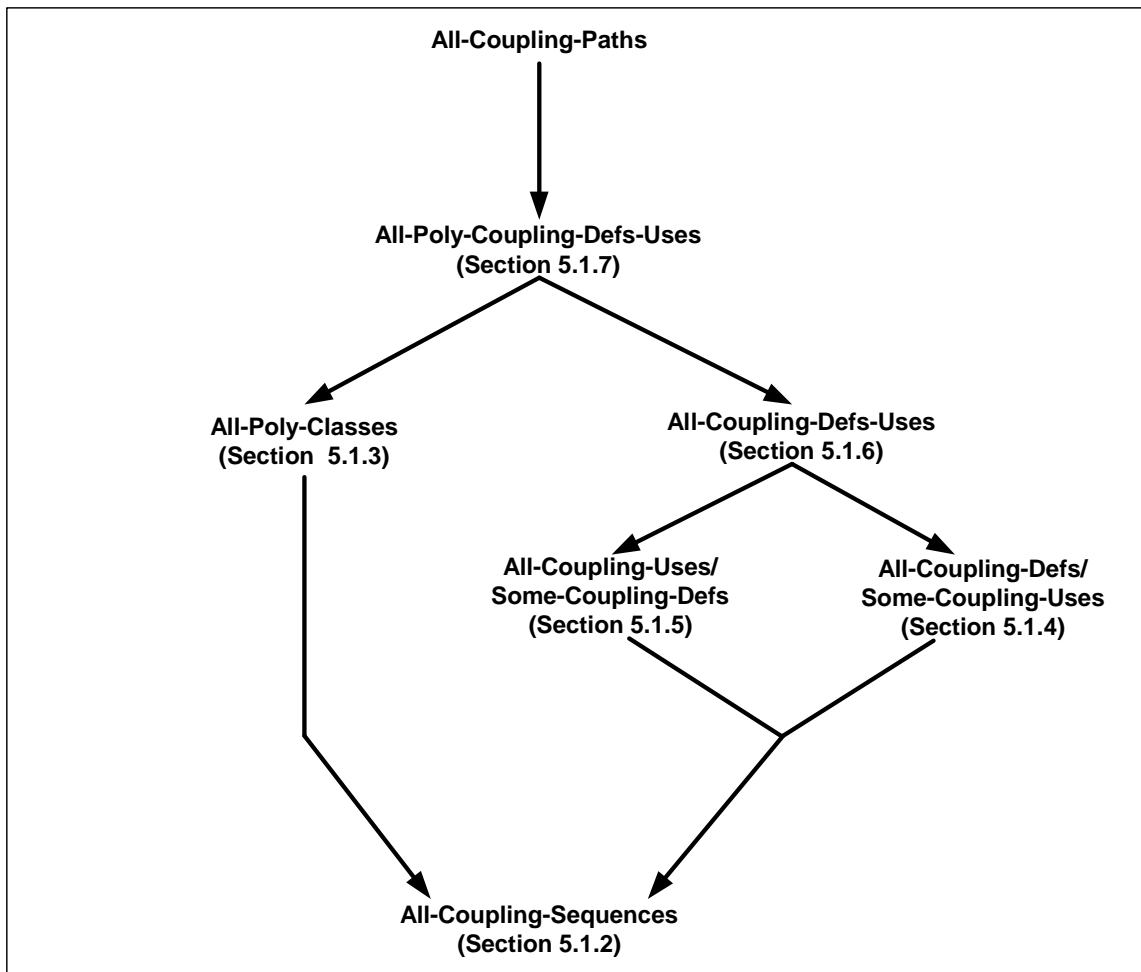 All-Coupling-Paths
All-Poly-Coupling-Defs-Uses
(Section 5.1.7)
All-Poly-Classes
(Section 5.1.3)
All-Coupling-Defs-Uses
(Section 5.1.6)
All-Coupling-Uses/
Some-Coupling-Defs
(Section 5.1.5)
All-Coupling-Defs/
Some-Coupling-Uses
(Section 5.1.4)
All-Coupling-Sequences
(Section 5.1.2)